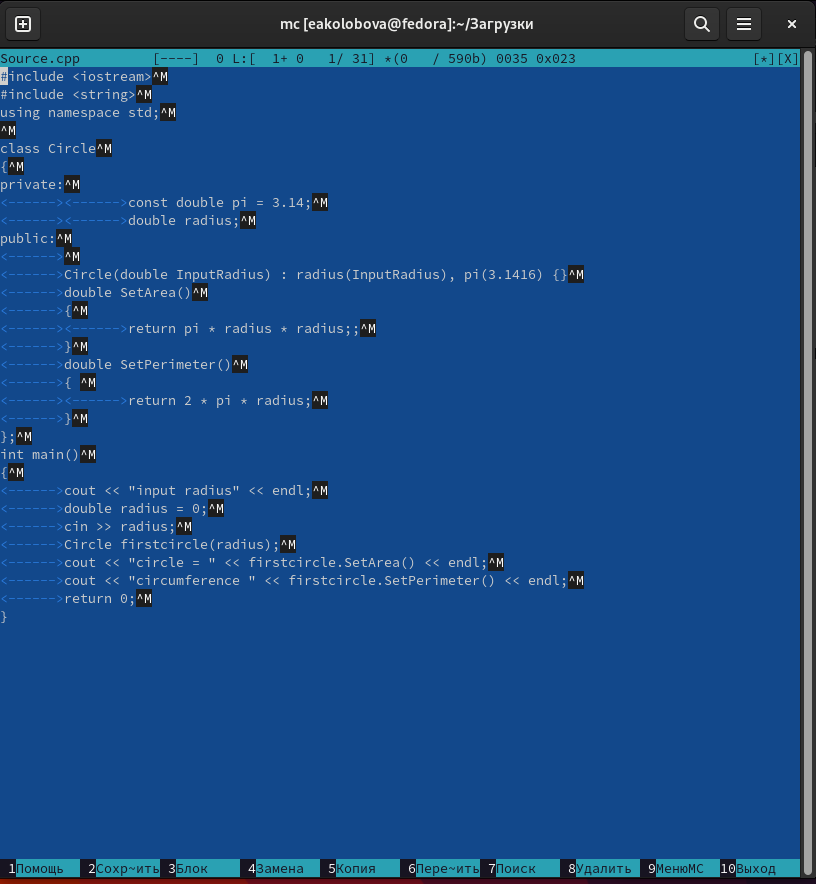 mc [eakolobova@fedora]:~/Загрузки
Source.cpp         [----]  0 L:[  1+ 0   1/ 31] *(0   / 590b) 0035 0x023                      [*][X]
#include <iostream>^M
#include <string>^M
using namespace std;^M
^M
class Circle^M
{^M
private:^M
<------><------>const double pi = 3.14;^M
<------><------>double radius;^M
public:^M
<------>^M
<------>Circle(double InputRadius) : radius(InputRadius), pi(3.1416) {}^M
<------>double SetArea()^M
<------>{^M
<------><------>return pi * radius * radius;;^M
<------>}^M
<------>double SetPerimeter()^M
<------>{ ^M
<------><------>return 2 * pi * radius;^M
<------>}^M
};^M
int main()^M
{^M
<------>cout << "input radius" << endl;^M
<------>double radius = 0;^M
<------>cin >> radius;^M
<------>Circle firstcircle(radius);^M
<------>cout << "circle = " << firstcircle.SetArea() << endl;^M
<------>cout << "circumference " << firstcircle.SetPerimeter() << endl;^M
<------>return 0;^M
}
1Помощь  2Сохр~ить 3Блок  4Замена  5Копия  6Пере~ить 7Поиск  8Удалить  9МенюМС  10Выход